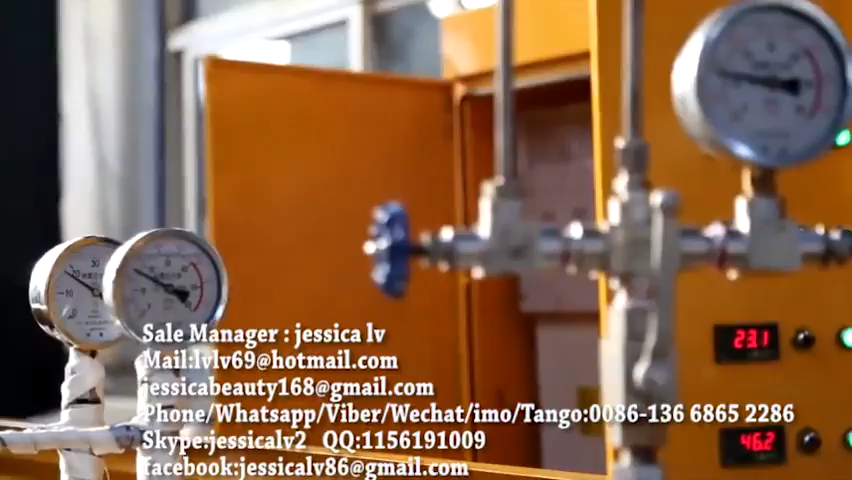 23.1
46.2
Sale Manager : jessica lv
Mail:lvlv69@hotmail.com
jessicabeauty168@gmail.com
Phone/Whatsapp/Viber/Wechat/imo/Tango:0086-136 6865 2286
Skype:jessicalv2 QQ:1156191009
facebook:jessicalv86@gmail.com